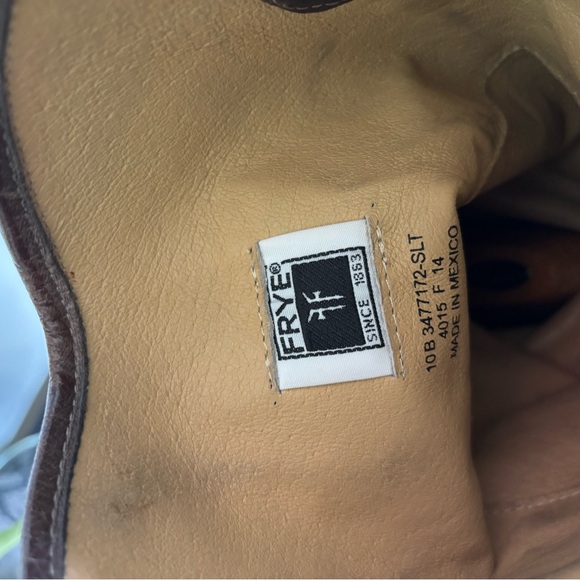 FRYE®
SINCE 1863
10 B 3477172-SLT
4015 F 14
MADE IN MEXICO